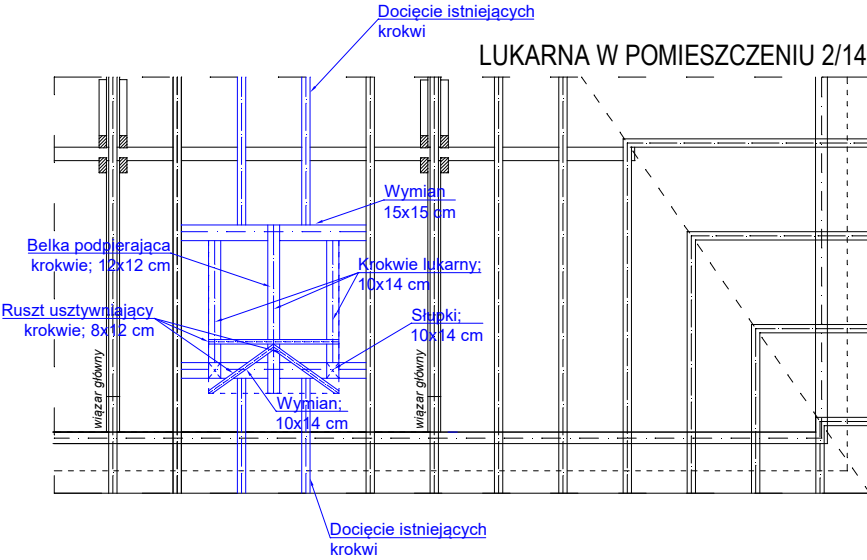 Docięcie istniejących
krokwi
LUKARNA W POMIESZCZENIU 2/14
Wymian
15x15 cm
Belka podpierająca
krokwie; 12x12 cm
Krokwie lukarny;
10x14 cm
Ruszt usztywniający
krokwie; 8x12 cm
Słupki;
10x14 cm
wiązar główny
wiązar główny
Wymian;
10x14 cm
Docięcie istniejących
krokwi